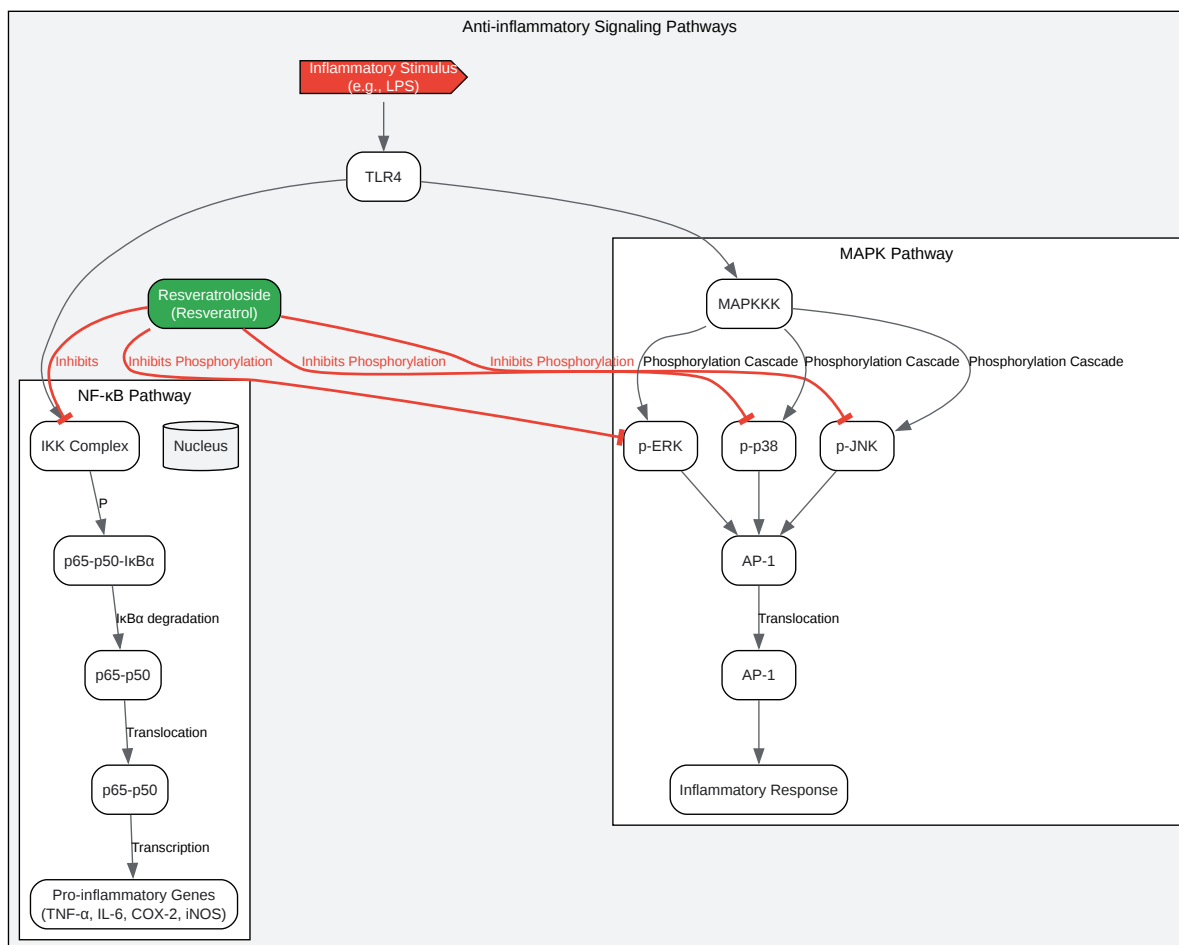 Anti-inflammatory Signaling Pathways
Inflammatory Stimulus
(e.g., LPS)
TLR4
MAPK Pathway
Resveratroloside
(Resveratrol)
MAPKKK
Inhibits
Inhibits Phosphorylation
Inhibits Phosphorylation
Inhibits Phosphorylation
Phosphorylation Cascade
Phosphorylation Cascade
Phosphorylation Cascade
NF-κB Pathway
IKK Complex
Nucleus
p-ERK
p-p38
p-JNK
P
p65-p50-IκBα
AP-1
IκBα degradation
Translocation
p65-p50
AP-1
Translocation
p65-p50
Inflammatory Response
Transcription
Pro-inflammatory Genes
(TNF-α, IL-6, COX-2, iNOS)